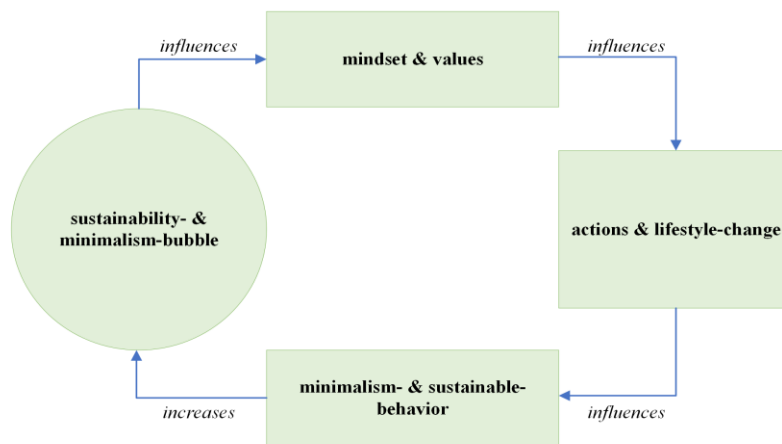 influences
mindset & values
influences
sustainability- &
minimalism-bubble
actions & lifestyle-change
minimalism- & sustainable-
behavior
increases
influences